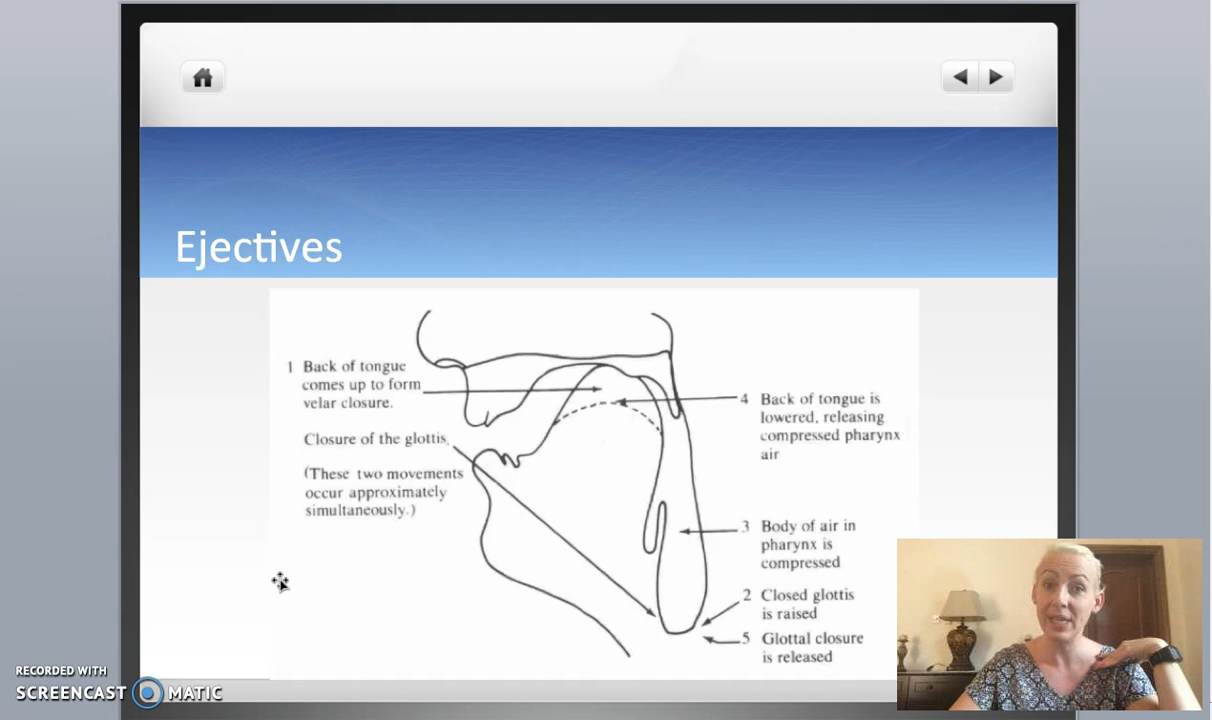 Ejectives
1 Back of tongue
comes up to form
velar closure.
Closure of the glottis.
(These two movements
occur approximately
simultaneously.)
4 Back of tongue is
lowered, releasing
compressed pharynx
air
3 Body of air in
pharynx is
compressed
2 Closed glottis
is raised
5 Glottal closure
is released
RECORDED WITH
SCREENCAST MATIC